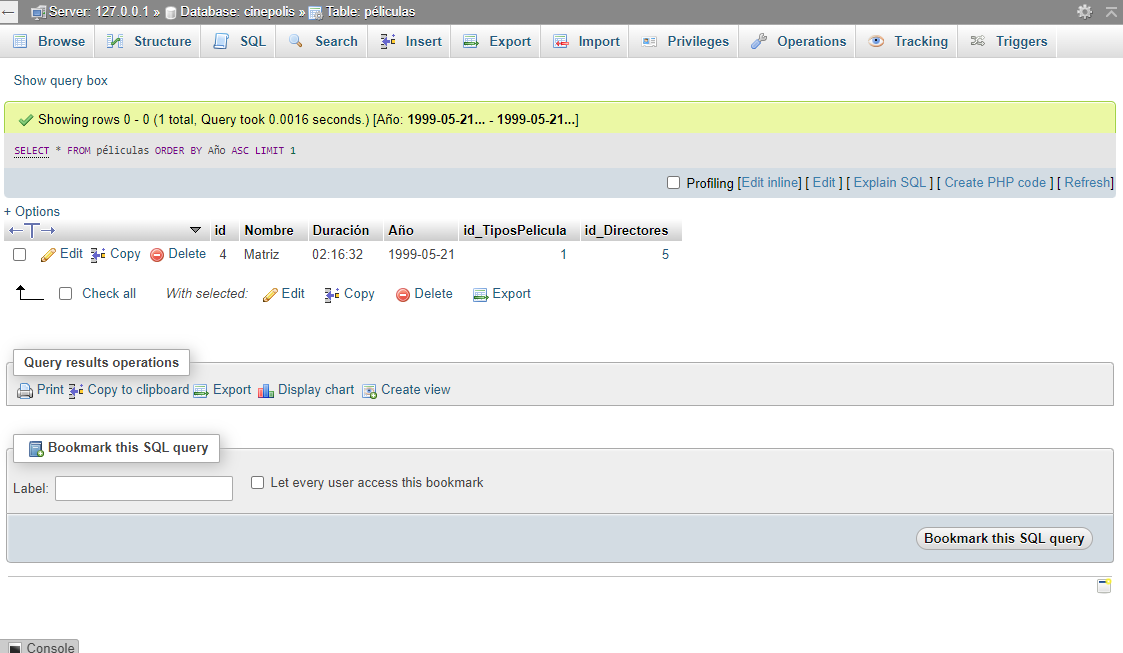 Server: 127.0.0.1 » Database: cinepolis » Table: péliculas
Browse Structure SQL Search Insert Export Import Privileges Operations Tracking Triggers
Show query box
Showing rows 0 - 0 (1 total, Query took 0.0016 seconds.) [Año: 1999-05-21... - 1999-05-21...]
SELECT * FROM péliculas ORDER BY Año ASC LIMIT 1
Profiling [Edit inline] [ Edit ] [ Explain SQL ] [ Create PHP code ] [ Refresh]
+ Options
←T→ id Nombre Duración Año id_TiposPelicula id_Directores
Edit Copy Delete 4 Matriz 02:16:32 1999-05-21 1 5
Check all With selected: Edit Copy Delete Export
Query results operations
Print Copy to clipboard Export Display chart Create view
Bookmark this SQL query
Label: Let every user access this bookmark
Bookmark this SQL query
Console